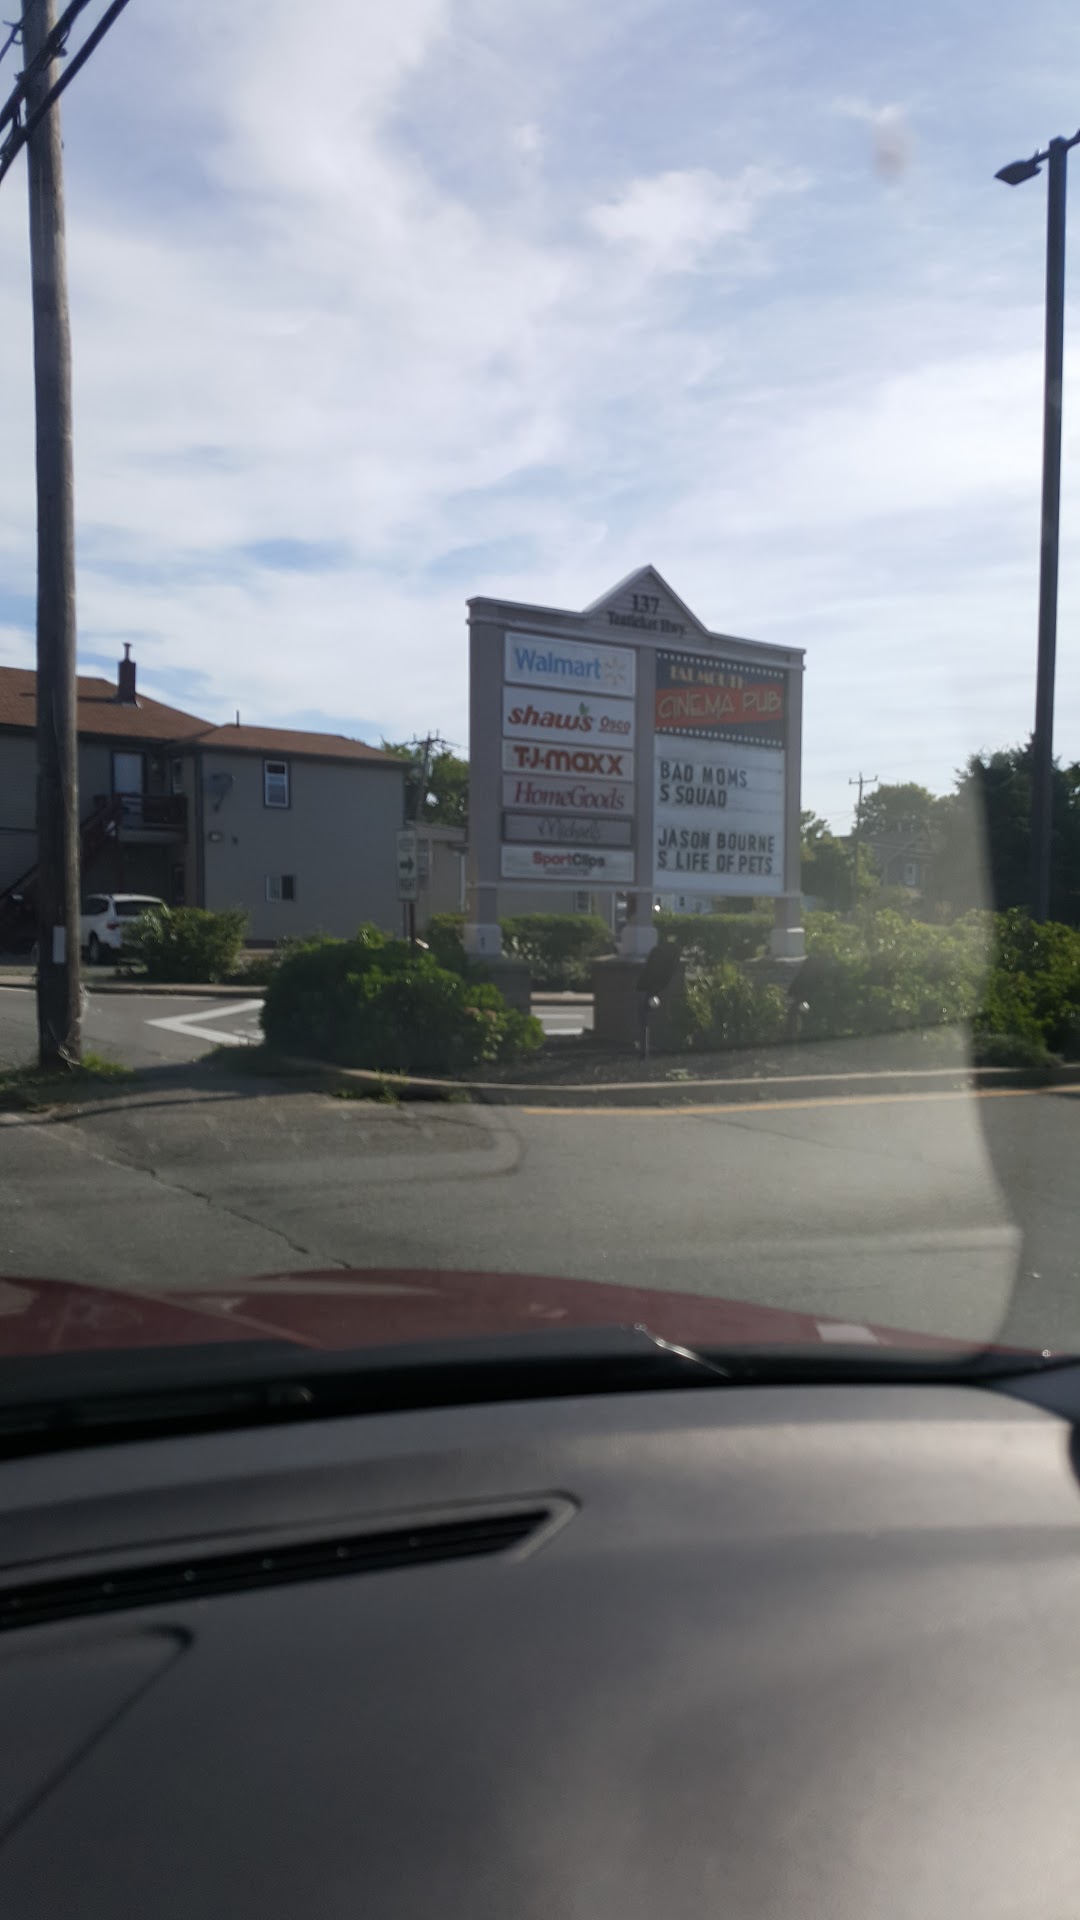 137
Teaticket Hwy.
Walmart
Shaw's Osco
T·J·maxx
HomeGoods
Michaels
SportClips
FALMOUTH
CINEMA PUB
BAD MOMS
S SQUAD
JASON BOURNE
S LIFE OF PETS